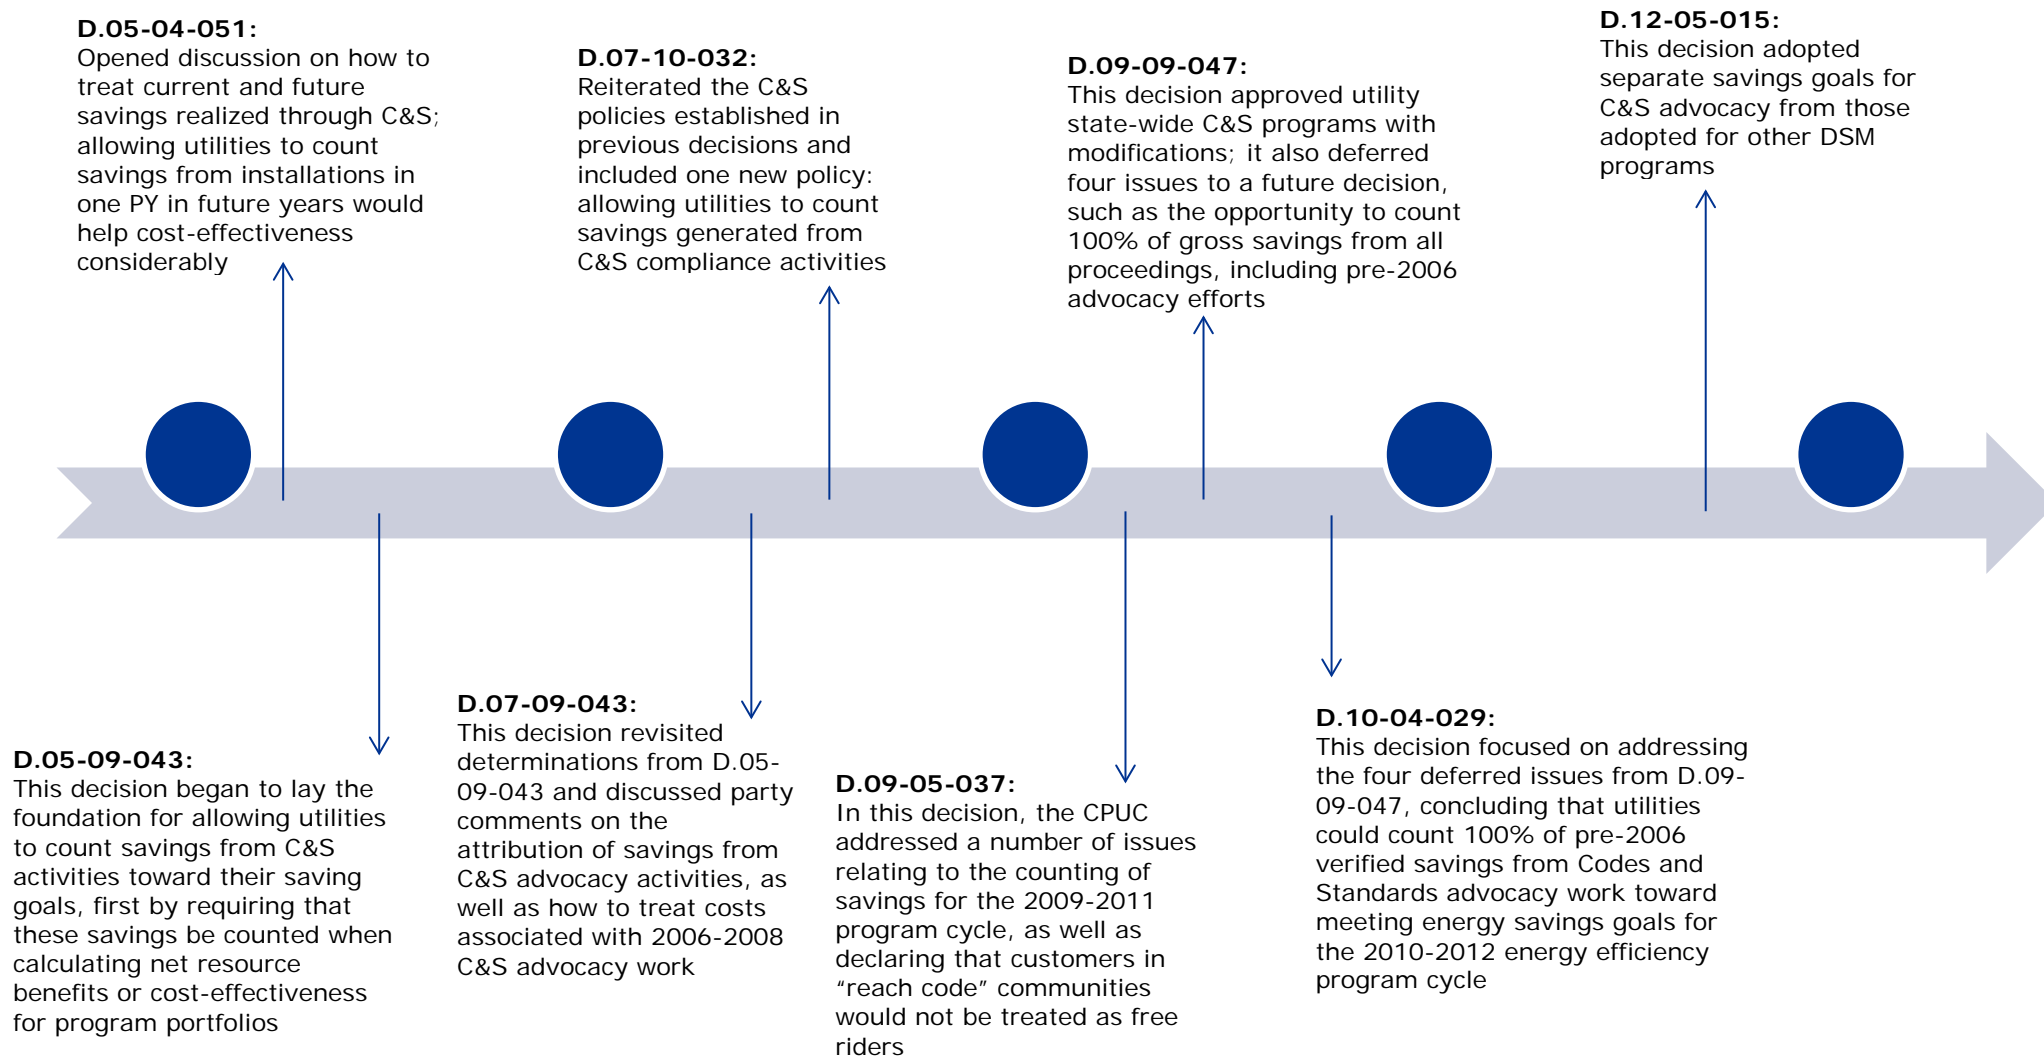 D.05-04-051:
Opened discussion on how to
treat current and future
savings realized through C&S;
allowing utilities to count
savings from installations in
one PY in future years would
help cost-effectiveness
considerably
D.07-10-032:
Reiterated the C&S
policies established in
previous decisions and
included one new policy:
allowing utilities to count
savings generated from
C&S compliance activities
D.09-09-047:
This decision approved utility
state-wide C&S programs with
modifications; it also deferred
four issues to a future decision,
such as the opportunity to count
100% of gross savings from all
proceedings, including pre-2006
advocacy efforts
D.12-05-015:
This decision adopted
separate savings goals for
C&S advocacy from those
adopted for other DSM
programs
D.05-09-043:
This decision began to lay the
foundation for allowing utilities
to count savings from C&S
activities toward their saving
goals, first by requiring that
these savings be counted when
calculating net resource
benefits or cost-effectiveness
for program portfolios
D.07-09-043:
This decision revisited
determinations from D.05-
09-043 and discussed party
comments on the
attribution of savings from
C&S advocacy activities, as
well as how to treat costs
associated with 2006-2008
C&S advocacy work
D.09-05-037:
In this decision, the CPUC
addressed a number of issues
relating to the counting of
savings for the 2009-2011
program cycle, as well as
declaring that customers in
“reach code” communities
would not be treated as free
riders
D.10-04-029:
This decision focused on addressing
the four deferred issues from D.09-
09-047, concluding that utilities
could count 100% of pre-2006
verified savings from Codes and
Standards advocacy work toward
meeting energy savings goals for
the 2010-2012 energy efficiency
program cycle